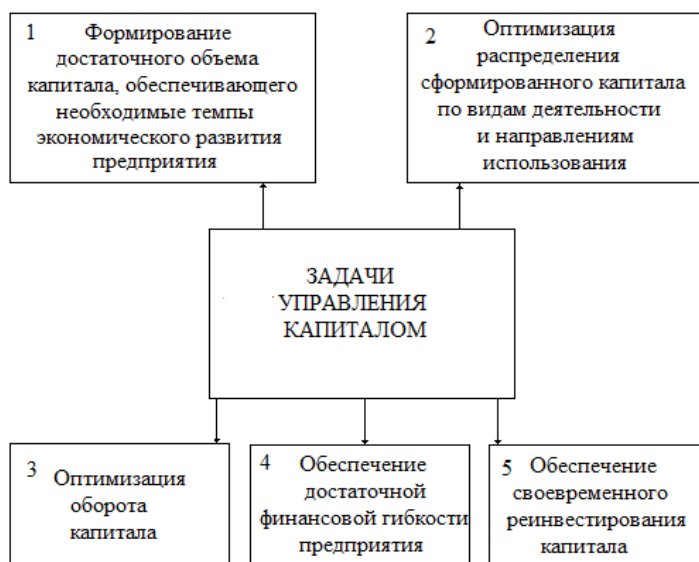 1 Формирование
достаточного объема
капитала, обеспечивающего
необходимые темпы
экономического развития
предприятия
2 Оптимизация
распределения
сформированного капитала
по видам деятельности
и направлениям
использования
ЗАДАЧИ
УПРАВЛЕНИЯ
КАПИТАЛОМ
3 Оптимизация
оборота
капитала
4 Обеспечение
достаточной
финансовой гибкости
предприятия
5 Обеспечение
своевременного
реинвестирования
капитала